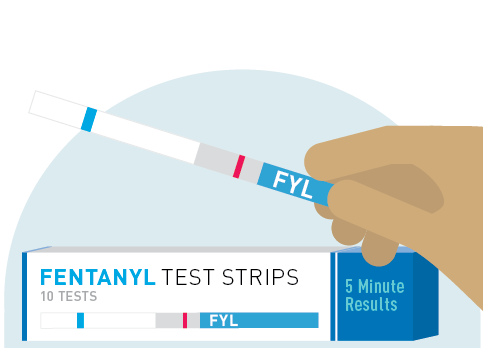 FYL
FENTANYL TEST STRIPS
10 TESTS
FYL
5 Minute
Results